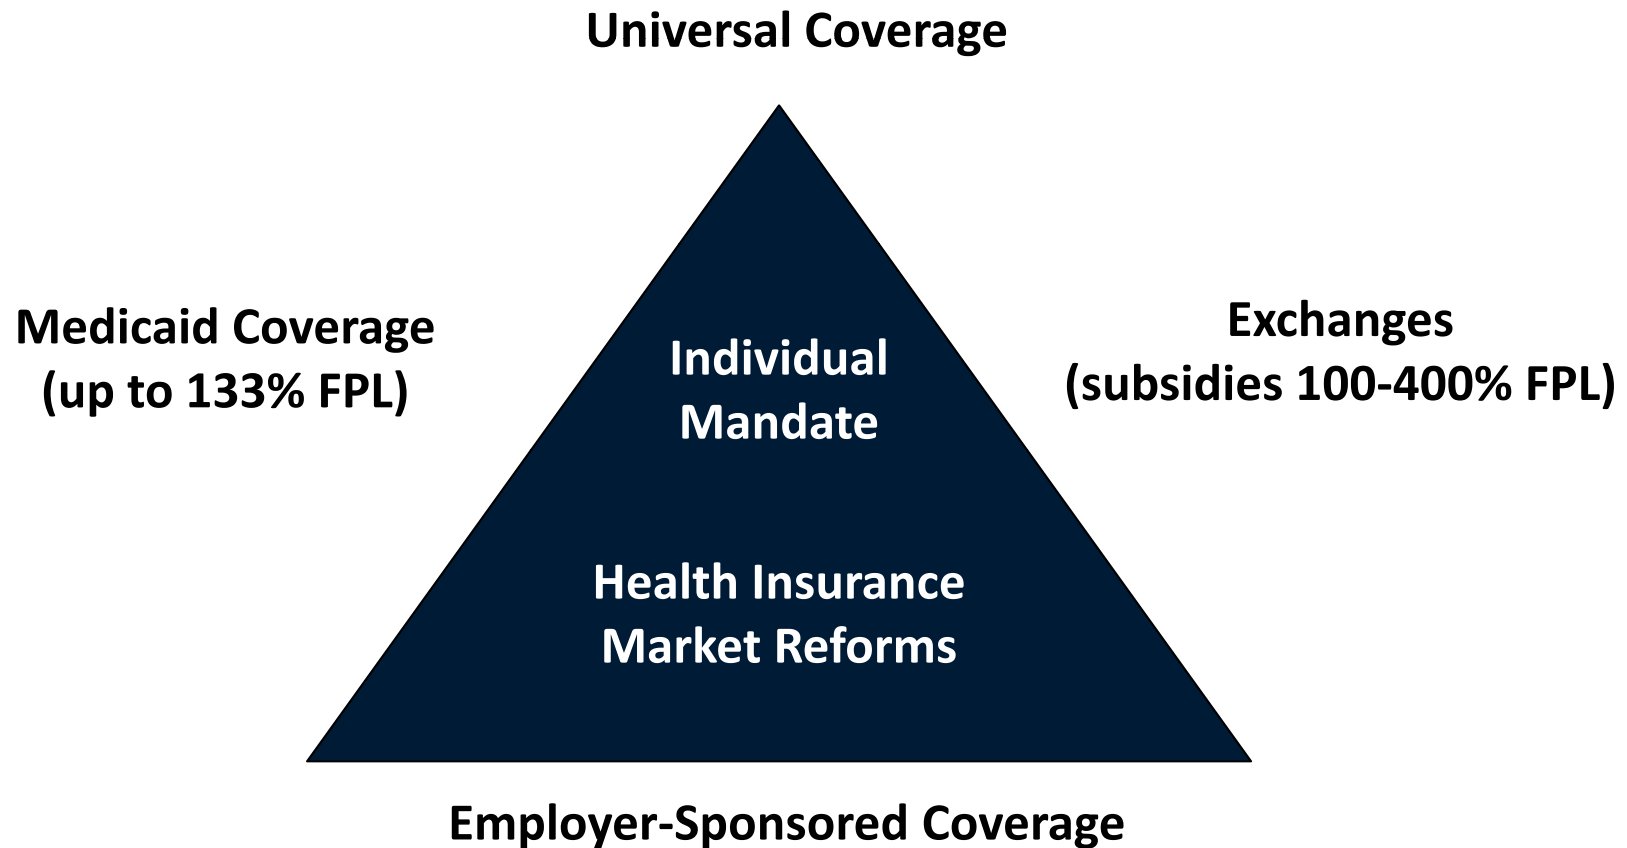 Universal Coverage
Medicaid Coverage
(up to 133% FPL)
Individual
Mandate
Exchanges
(subsidies 100-400% FPL)
Health Insurance
Market Reforms
Employer-Sponsored Coverage